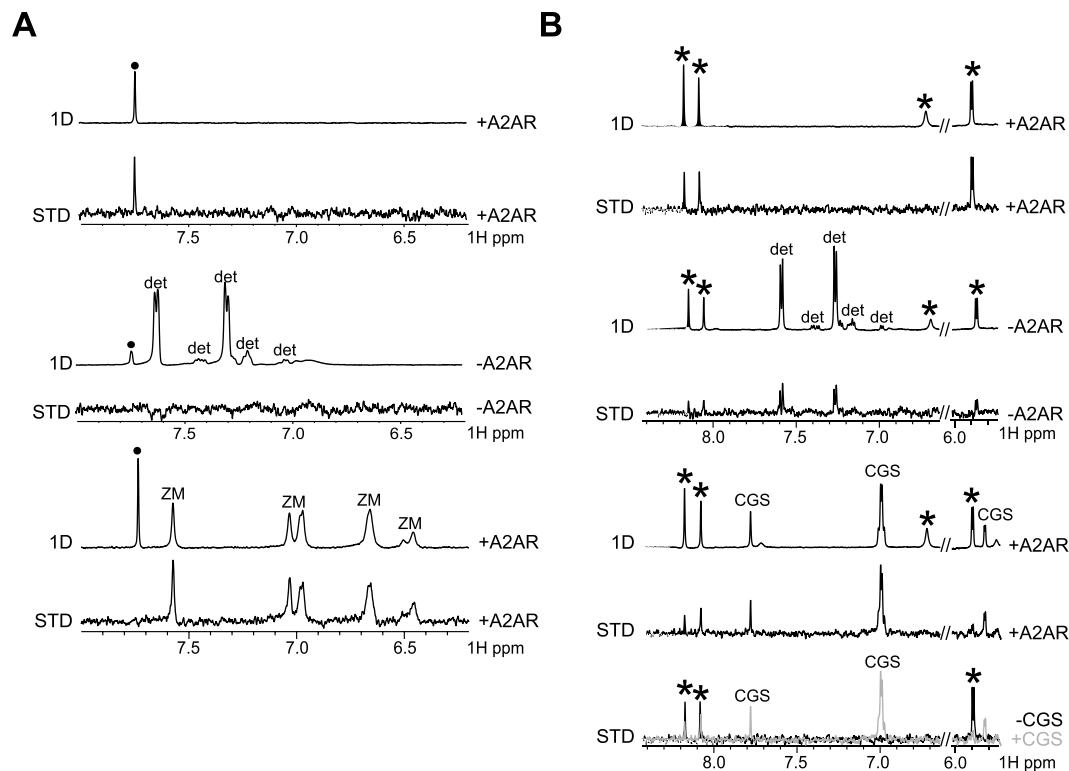 A
1D
+A2AR
STD
+A2AR
7.5
7.0
6.5
1H ppm
det
det
det
det
det
1D
-A2AR
STD
-A2AR
7.5
7.0
6.5
1H ppm
ZM
ZM
ZM
ZM
1D
+A2AR
STD
+A2AR
7.5
7.0
6.5
1H ppm
B
* * * *
1D
//
+A2AR
STD
//
+A2AR
* * det det det det det * *
1D
//
-A2AR
STD
//
-A2AR
8.0
7.5
7.0
6.0
1H ppm
* * CGS CGS * * CGS
1D
//
+A2AR
STD
//
+A2AR
* * CGS CGS *
-CGS
STD
//
+CGS
8.0
7.5
7.0
6.0
1H ppm